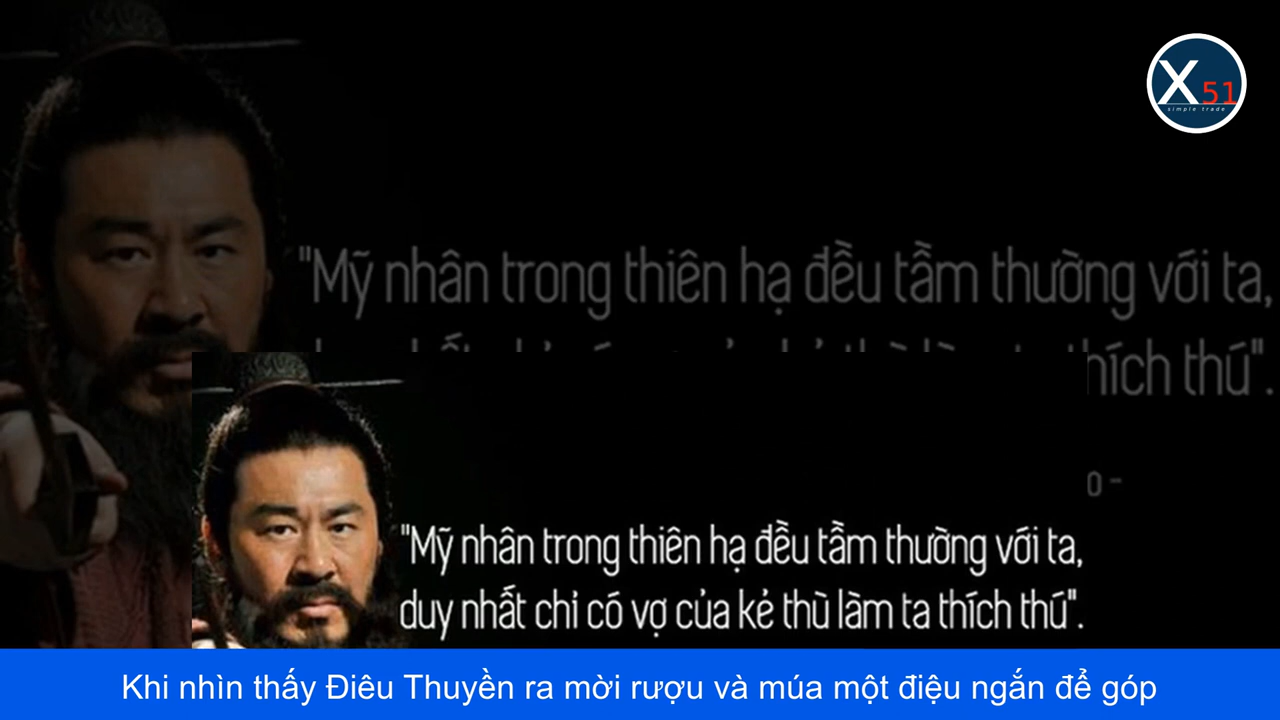 X51
simple trade
"Mỹ nhân trong thiên hạ đều tầm thường với ta,
thích thú".
o -
"Mỹ nhân trong thiên hạ đều tầm thường với ta,
duy nhất chỉ có vợ của kẻ thù làm ta thích thú".
Khi nhìn thấy Điêu Thuyền ra mời rượu và múa một điệu ngắn để góp